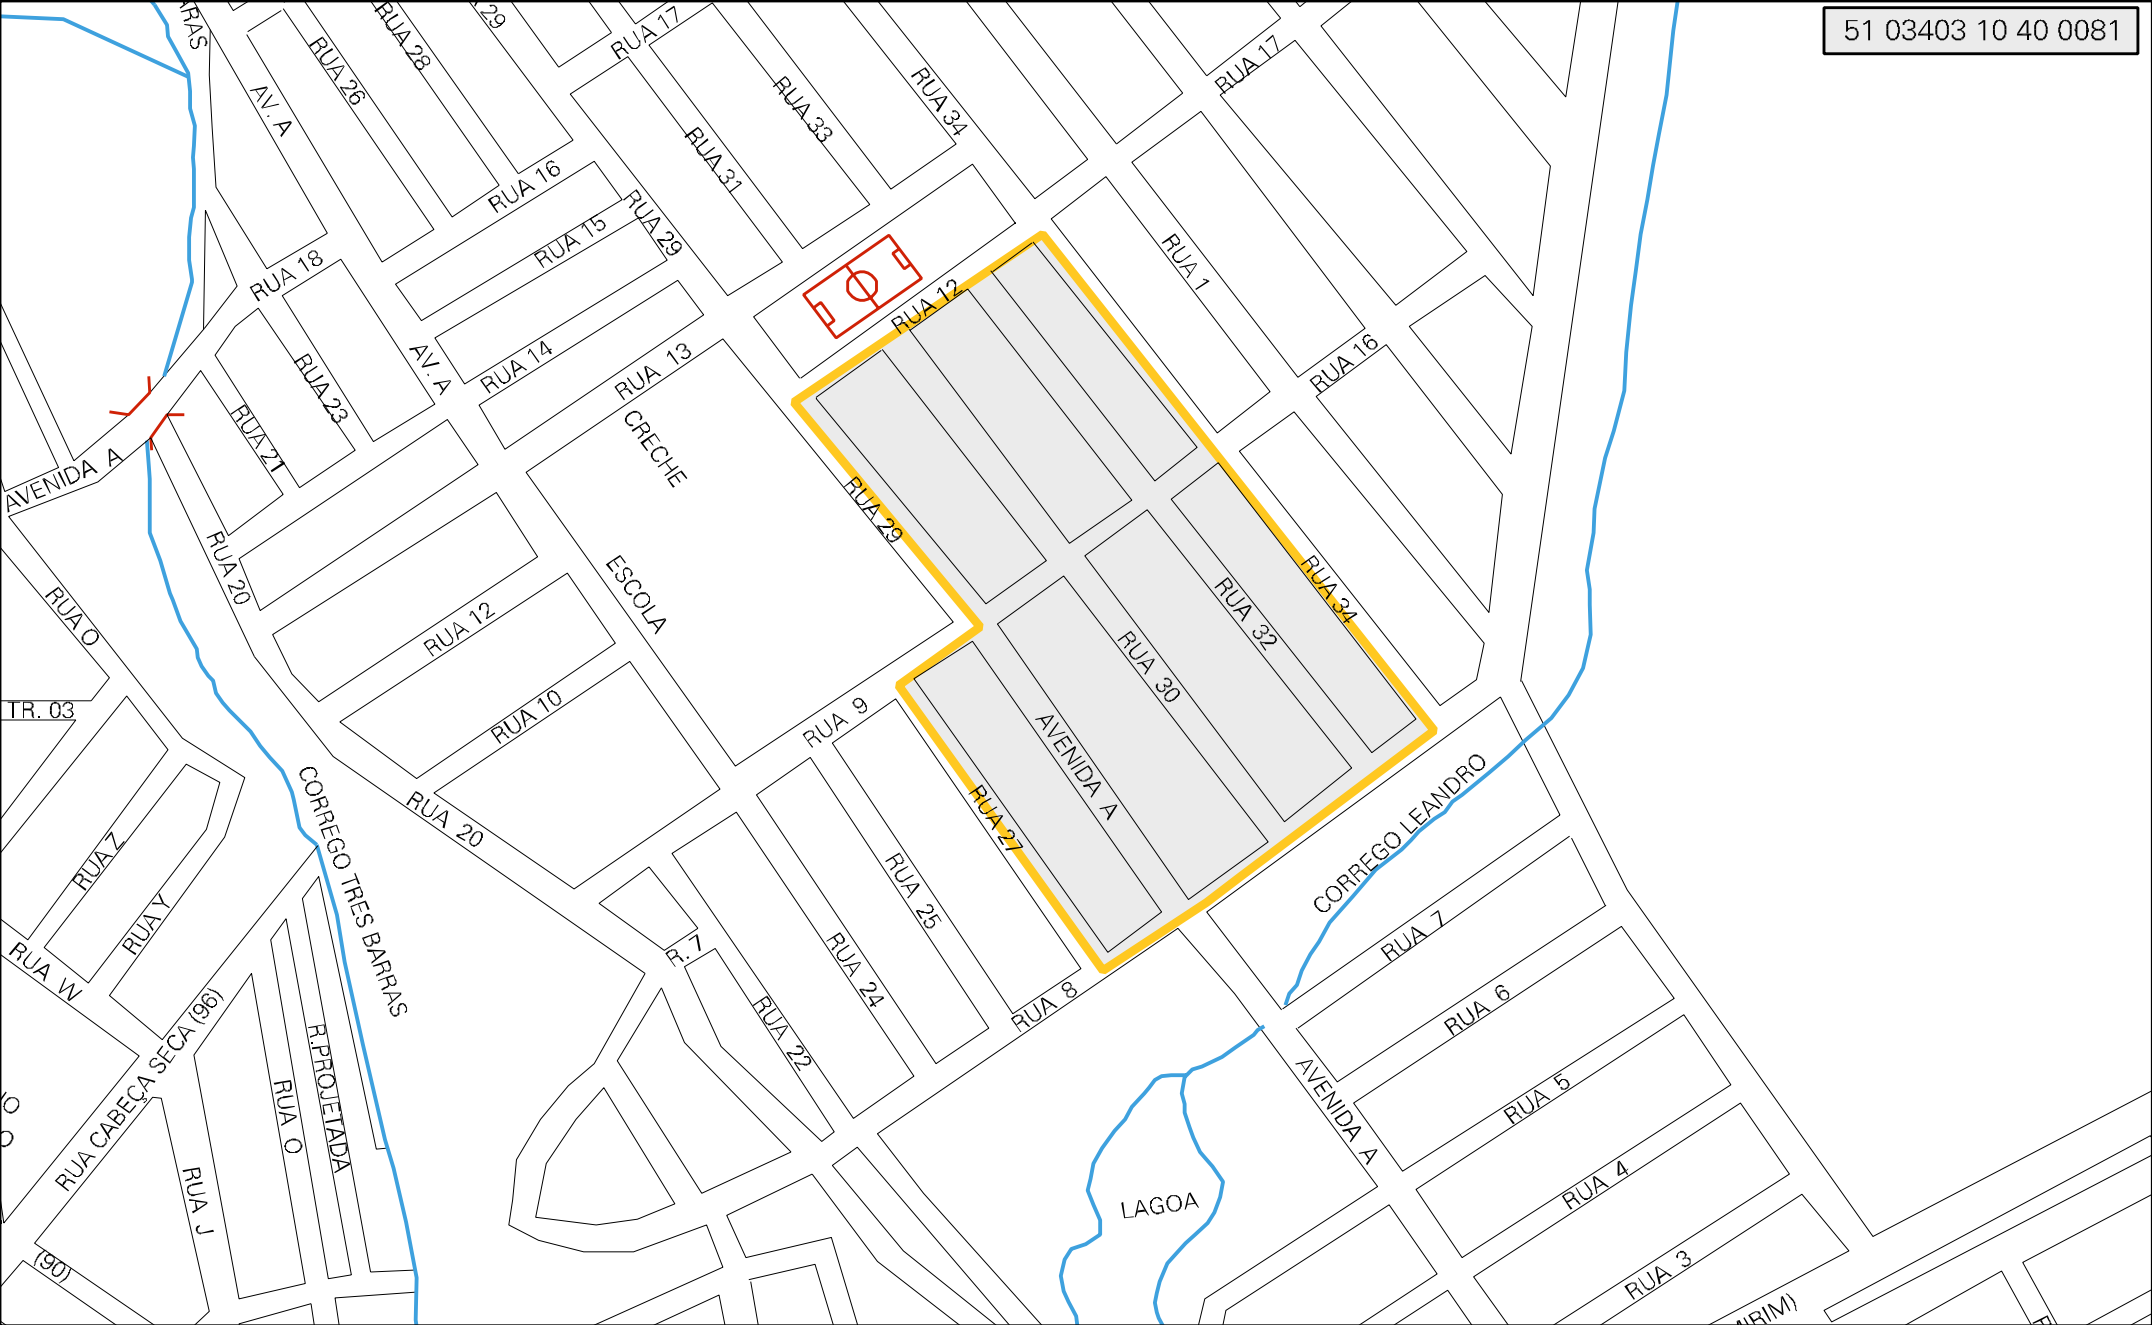 51 03403 10 40 0081
RUA 28
29
RUA 17
RUA 26
RUA 17
RUA 34
AV. A
RUA 33
RUA 31
RUA 16
RUA 29
RUA 15
RUA 18
RUA 1
RUA 12
AV. A
RUA 14
RUA 13
RUA 16
RUA 23
RUA 21
CRECHE
AVENIDA A
RUA 29
RUA 20
ESCOLA
RUA 34
RUA O
RUA 12
RUA 32
RUA 30
TR. 03
RUA 10
RUA 9
AVENIDA A
CORREGO LEANDRO
RUA 20
RUA 27
RUA Z
CORREGO TRES BARRAS
RUA 25
RUA Y
RUA 7
R. 7
RUA 24
RUA W
RUA 8
RUA 6
RUA 22
RUA CABEÇA SECA (96)
R.PROJETADA
RUA O
RUA 5
AVENIDA A
RUA J
LAGOA
RUA 4
RUA 3
(90)